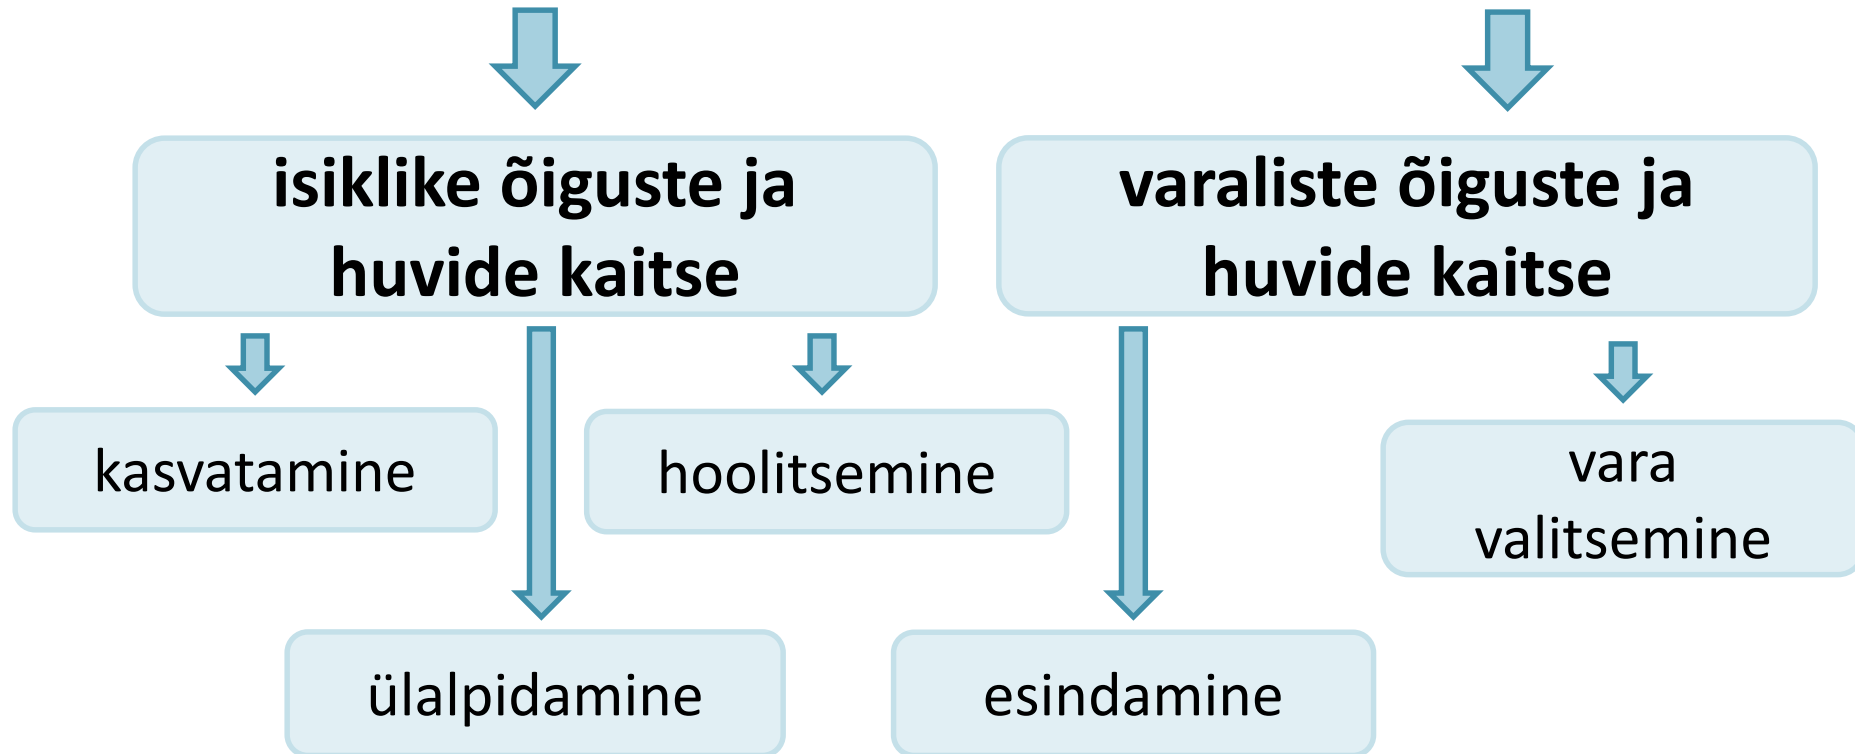 isiklike õiguste ja
huvide kaitse
varaliste õiguste ja
huvide kaitse
kasvatamine
hoolitsemine
vara
valitsemine
ülalpidamine
esindamine